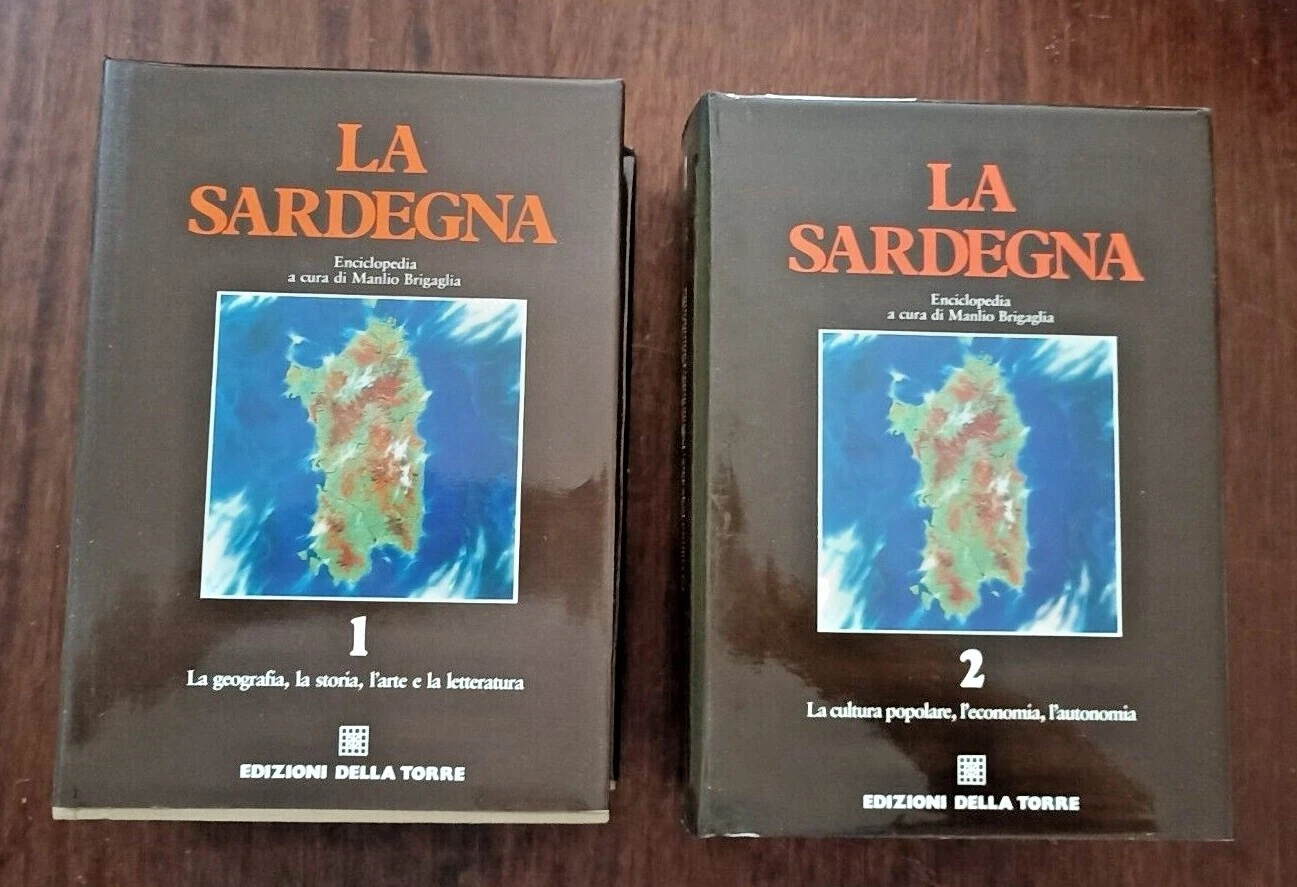 LA
SARDEGNA
Enciclopedia
a cura di Manlio Brigaglia
1
La geografia, la storia, l'arte e la letteratura
EDIZIONI DELLA TORRE
LA
SARDEGNA
Enciclopedia
a cura di Manlio Brigaglia
2
La cultura popolare, l'economia, l'autonomia
EDIZIONI DELLA TORRE